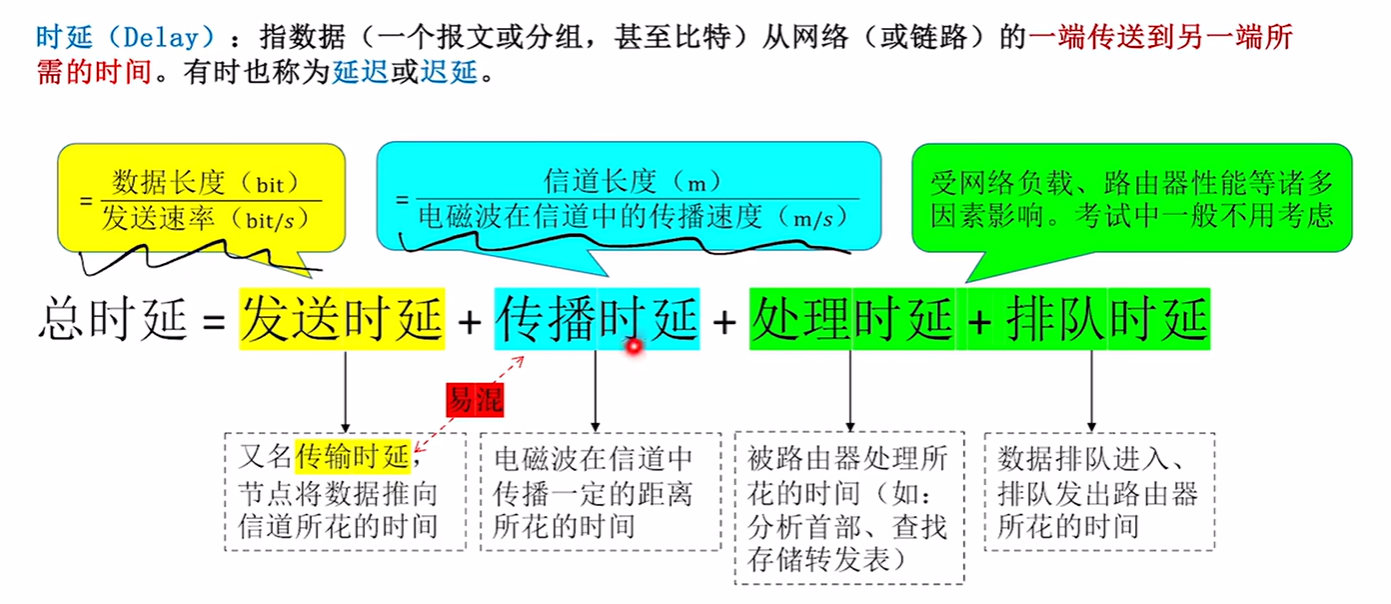 时延（Delay）：指数据（一个报文或分组，甚至比特）从网络（或链路）的一端传送到另一端所
需的时间。有时也称为延迟或迟延。
= 数据长度（bit）
发送速率（bit/s）
= 信道长度（m）
电磁波在信道中的传播速度（m/s）
受网络负载、路由器性能等诸多
因素影响。考试中一般不用考虑
总时延 = 发送时延 + 传播时延 + 处理时延 + 排队时延
易混
又名传输时延，
节点将数据推向
信道所花的时间
电磁波在信道中
传播一定的距离
所花的时间
被路由器处理所
花的时间（如：
分析首部、查找
存储转发表）
数据排队进入、
排队发出路由器
所花的时间